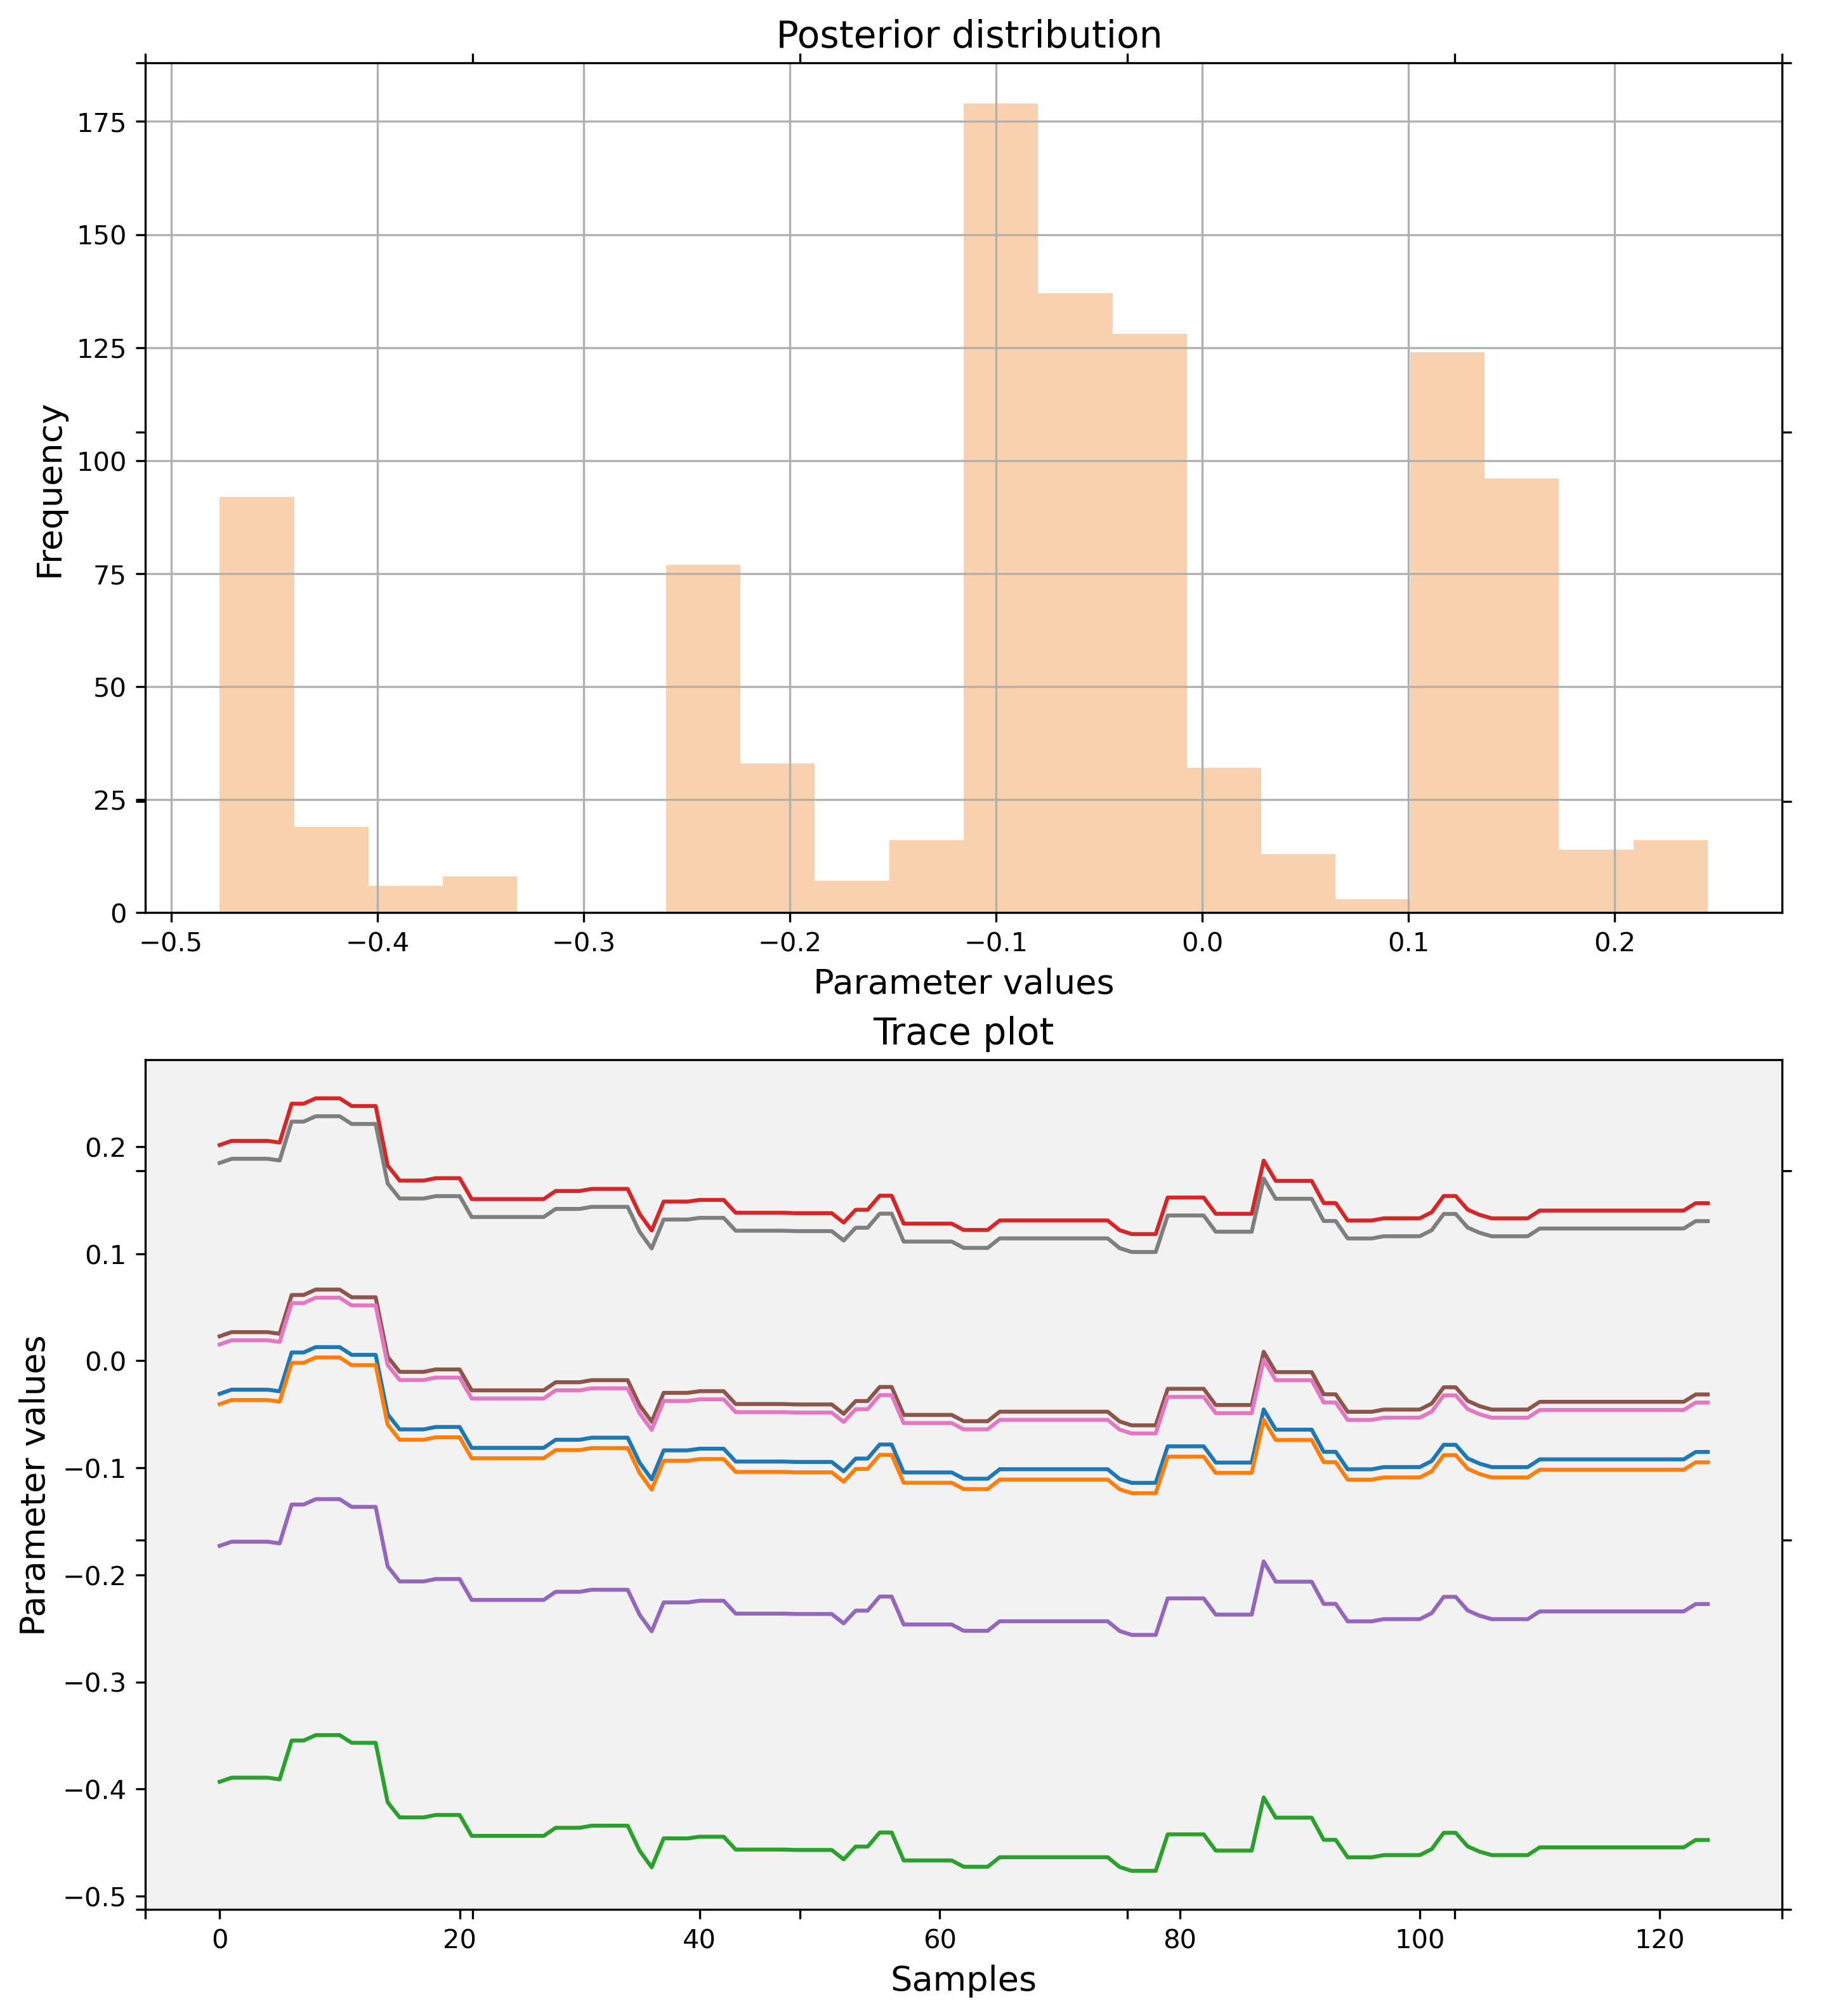 Posterior distribution
Frequency
175
150
125
100
75
50
25
0
−0.5 −0.4 −0.3 −0.2 −0.1 0.0 0.1 0.2
Parameter values
Trace plot
Parameter values
0.2
0.1
0.0
−0.1
−0.2
−0.3
−0.4
−0.5
0 20 40 60 80 100 120
Samples